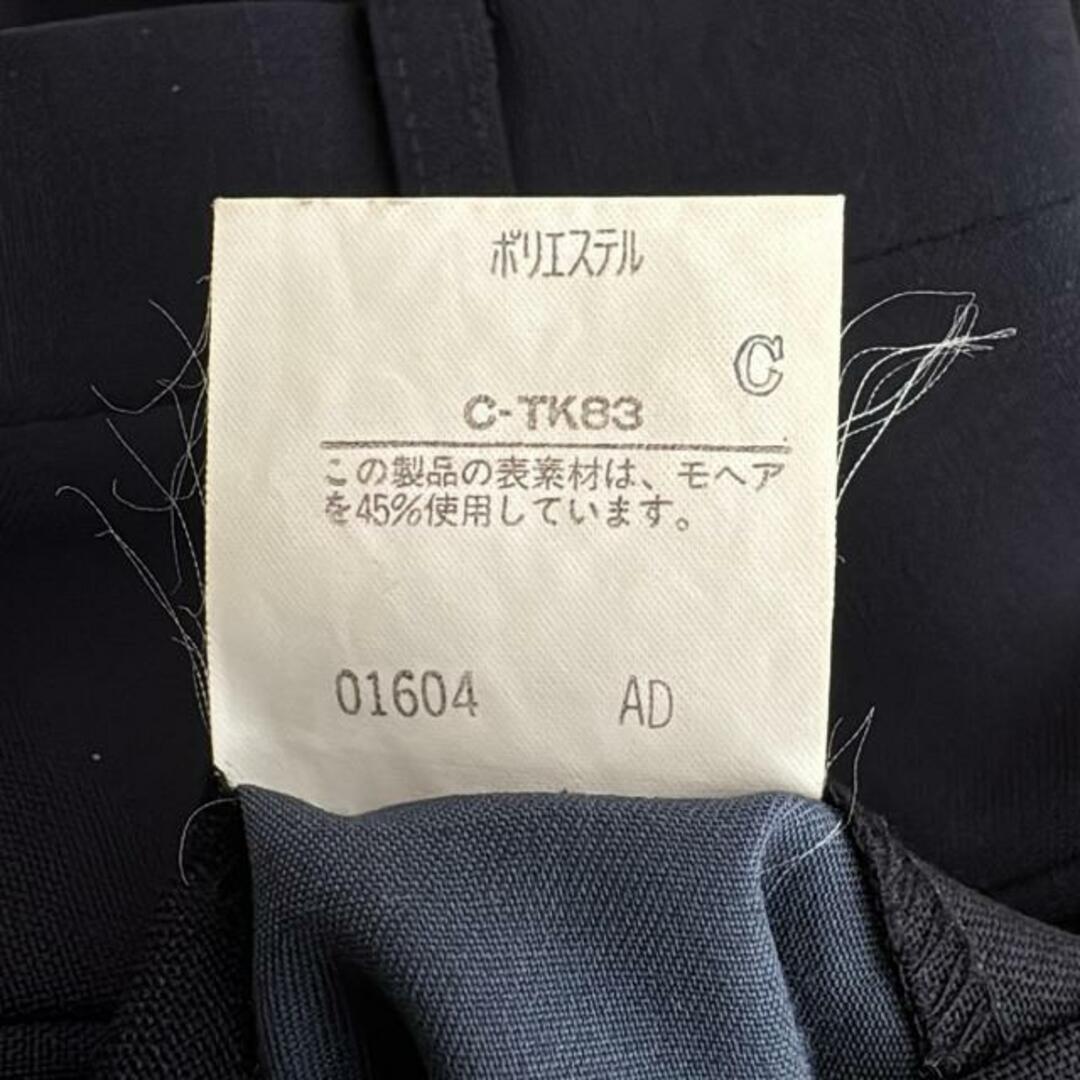 ポリエステル
C
C-TK83
この製品の表素材は、モヘア
を45%使用しています。
01604 AD